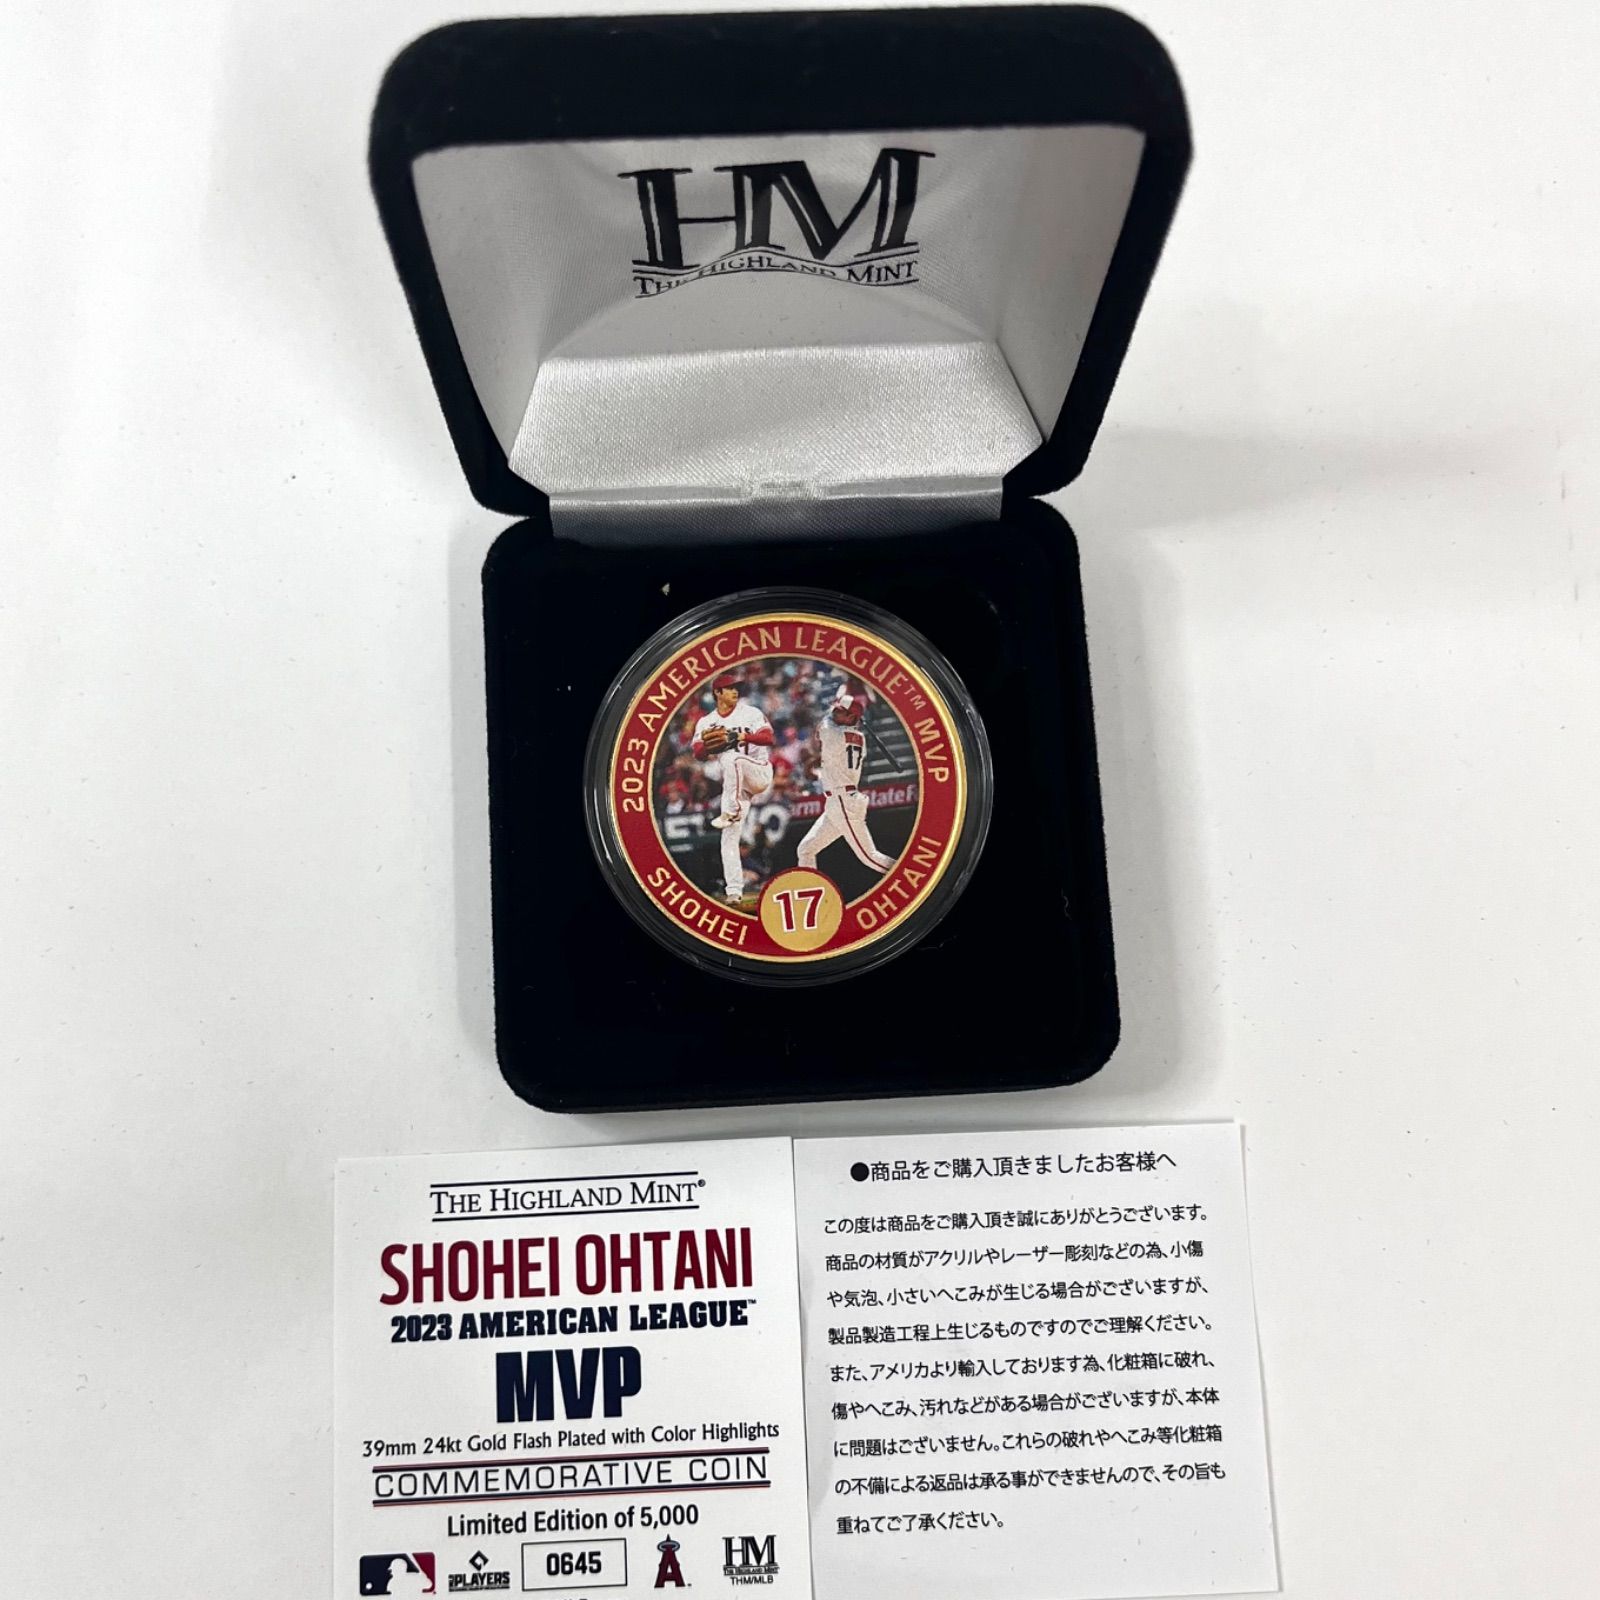 HM
THE HIGHLAND MINT
2023 AMERICAN LEAGUE™ MVP
17
arm StateF
SHOHEI 17 OHTANI
THE HIGHLAND MINT®
SHOHEI OHTANI
2023 AMERICAN LEAGUE™
MVP
39mm 24kt Gold Flash Plated with Color Highlights
COMMEMORATIVE COIN
Limited Edition of 5,000
PLAYERS
0645
A
HM
THE HIGHLAND MINT
THM/MLB
●商品をご購入頂きましたお客様へ
この度は商品をご購入頂き誠にありがとうございます。
商品の材質がアクリルやレーザー彫刻などの為、小傷
や気泡、小さいへこみが生じる場合がございますが、
製品製造工程上生じるものですのでご理解ください。
また、アメリカより輸入しております為、化粧箱に破れ、
傷やへこみ、汚れなどがある場合がございますが、本体
に問題はございません。これらの破れやへこみ等化粧箱
の不備による返品は承る事ができませんので、その旨も
重ねてご了承ください。